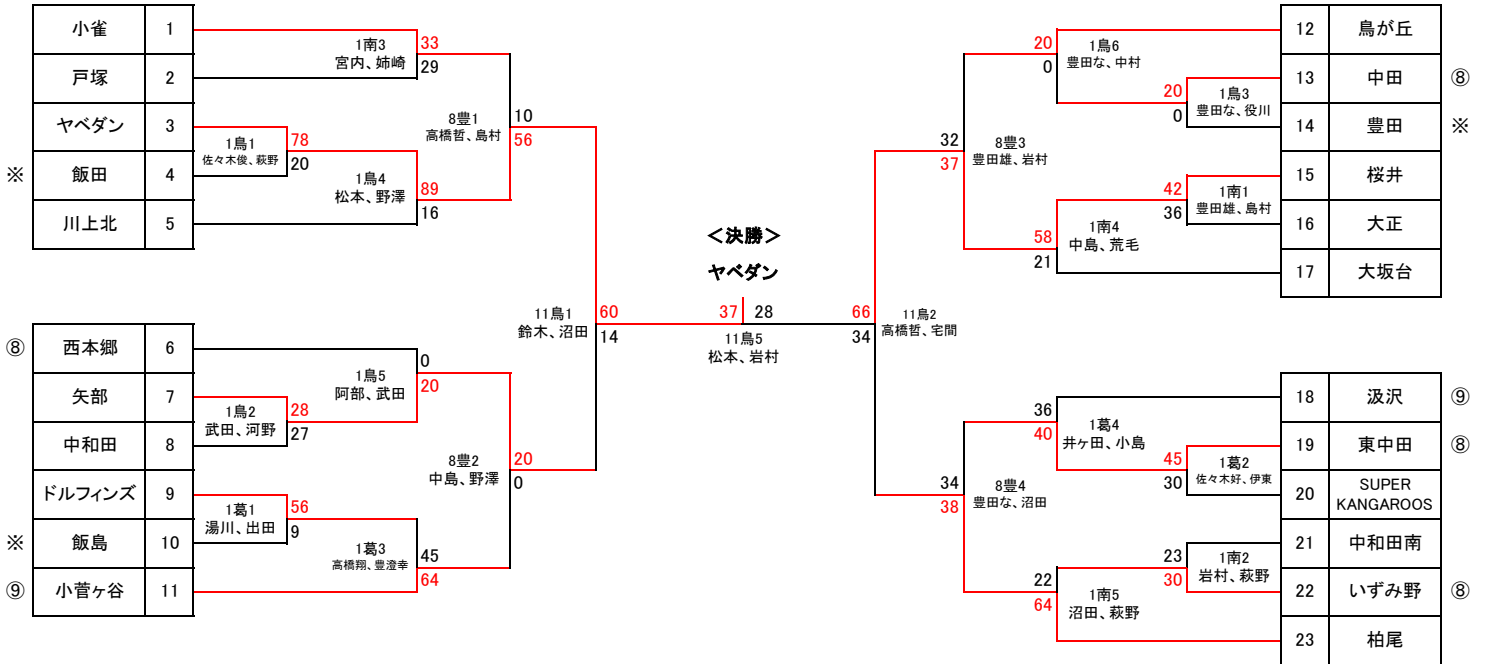 小雀 1
戸塚 2
ヤベダン 3
※ 飯田 4
川上北 5
⑧ 西本郷 6
矢部 7
中和田 8
ドルフィンズ 9
※ 飯島 10
⑨ 小菅ヶ谷 11
1南3
宮内、姉崎
33
29
1鳥1
佐々木俊、萩野
78
20
1鳥4
松本、野澤
89
16
8豊1
高橋哲、島村
10
56
1鳥2
武田、河野
28
27
1鳥5
阿部、武田
0
20
1葛1
湯川、出田
56
9
1葛3
高橋翔、豊澄幸
45
64
8豊2
中島、野澤
20
0
11鳥1
鈴木、沼田
60
14
<決勝>
ヤベダン
37 28
11鳥5
松本、岩村
66
34
11鳥2
高橋哲、宅間
32
37
8豊3
豊田雄、岩村
20
0
1鳥6
豊田な、中村
20
0
1鳥3
豊田な、役川
42
36
1南1
豊田雄、島村
58
21
1南4
中島、荒毛
34
38
8豊4
豊田な、沼田
36
40
1葛4
井ヶ田、小島
45
30
1葛2
佐々木好、伊東
23
30
1南2
岩村、萩野
22
64
1南5
沼田、萩野
12 鳥が丘
13 中田 ⑧
14 豊田 ※
15 桜井
16 大正
17 大坂台
18 汲沢 ⑨
19 東中田 ⑧
20 SUPER
KANGAROOS
21 中和田南
22 いずみ野 ⑧
23 柏尾